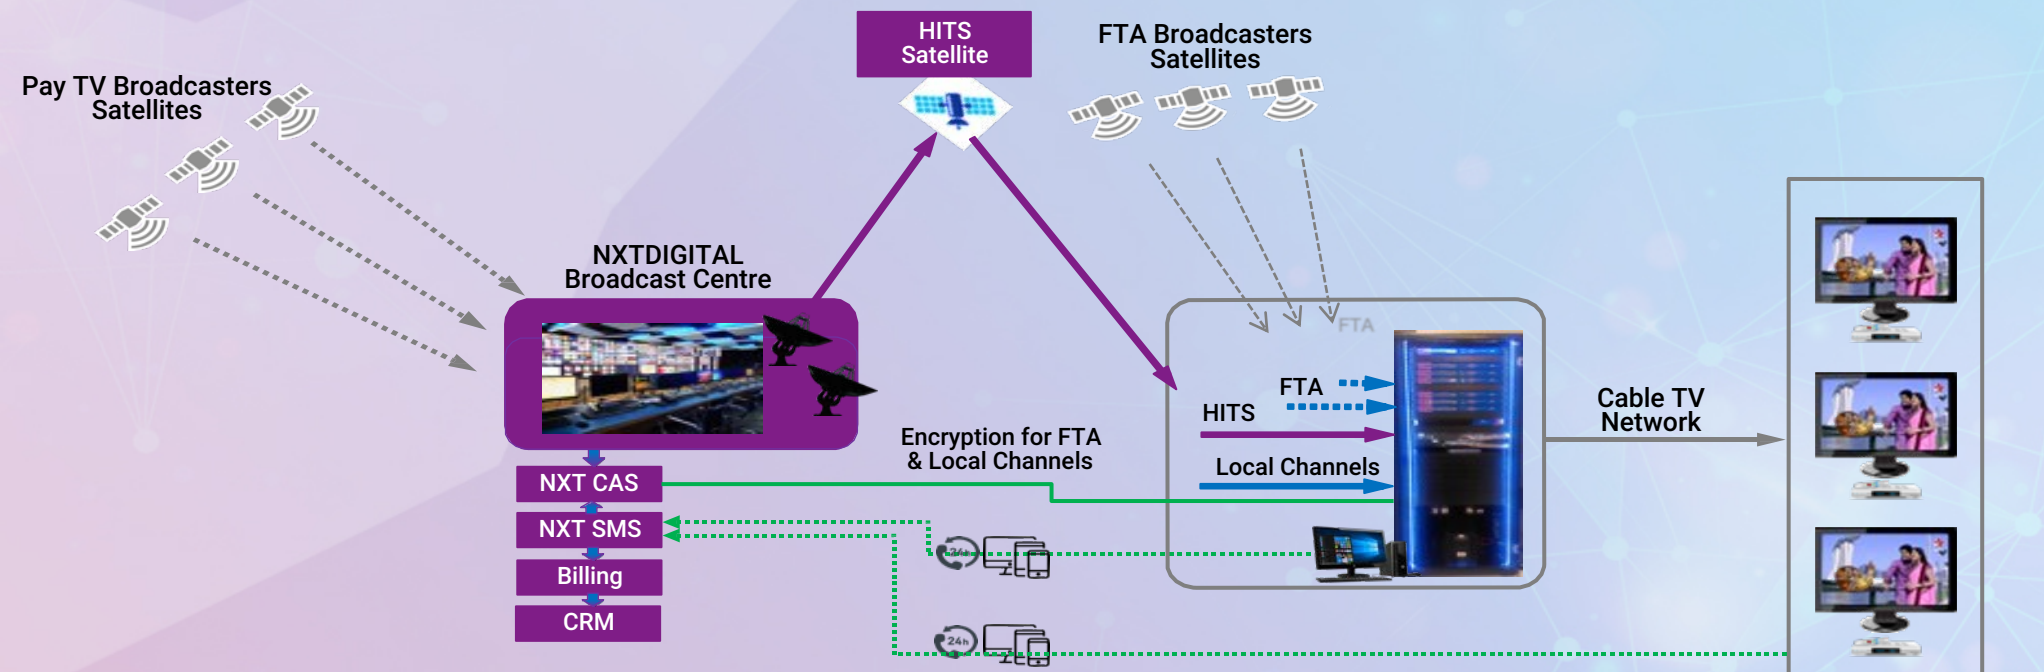 HITS
Satellite
FTA Broadcasters
Satellites
Pay TV Broadcasters
Satellites
NXTDIGITAL
Broadcast Centre
FTA
FTA
HITS
Local Channels
Cable TV
Network
Encryption for FTA
& Local Channels
NXT CAS
NXT SMS
Billing
CRM
24h
24h